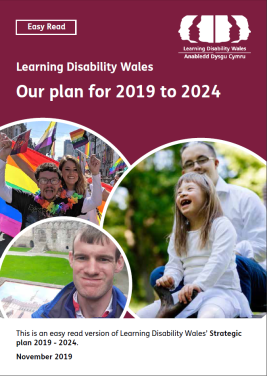 Easy Read
Learning Disability Wales
Anabledd Dysgu Cymru
Learning Disability Wales
Our plan for 2019 to 2024
This is an easy read version of Learning Disability Wales' Strategic
plan 2019 - 2024.
November 2019